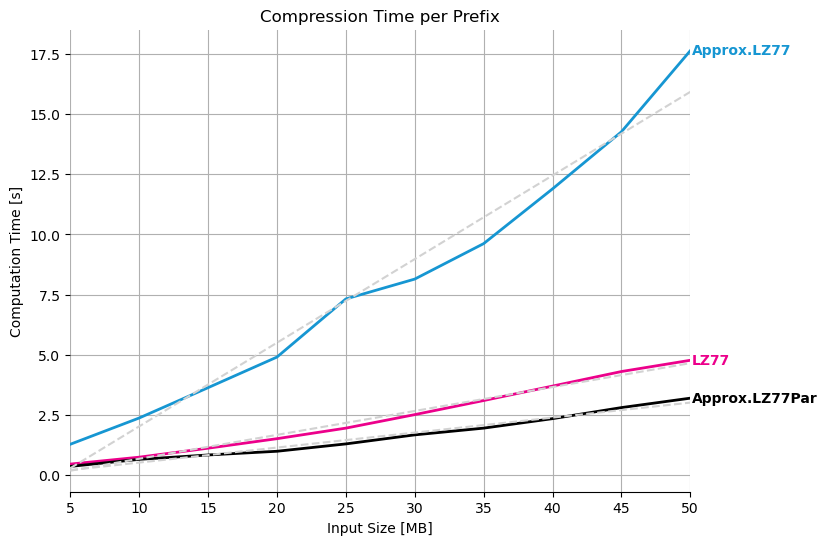 Compression Time per Prefix
Computation Time [s]
17.5
15.0
12.5
10.0
7.5
5.0
2.5
0.0
Approx.LZ77
LZ77
Approx.LZ77Par
5 10 15 20 25 30 35 40 45 50
Input Size [MB]